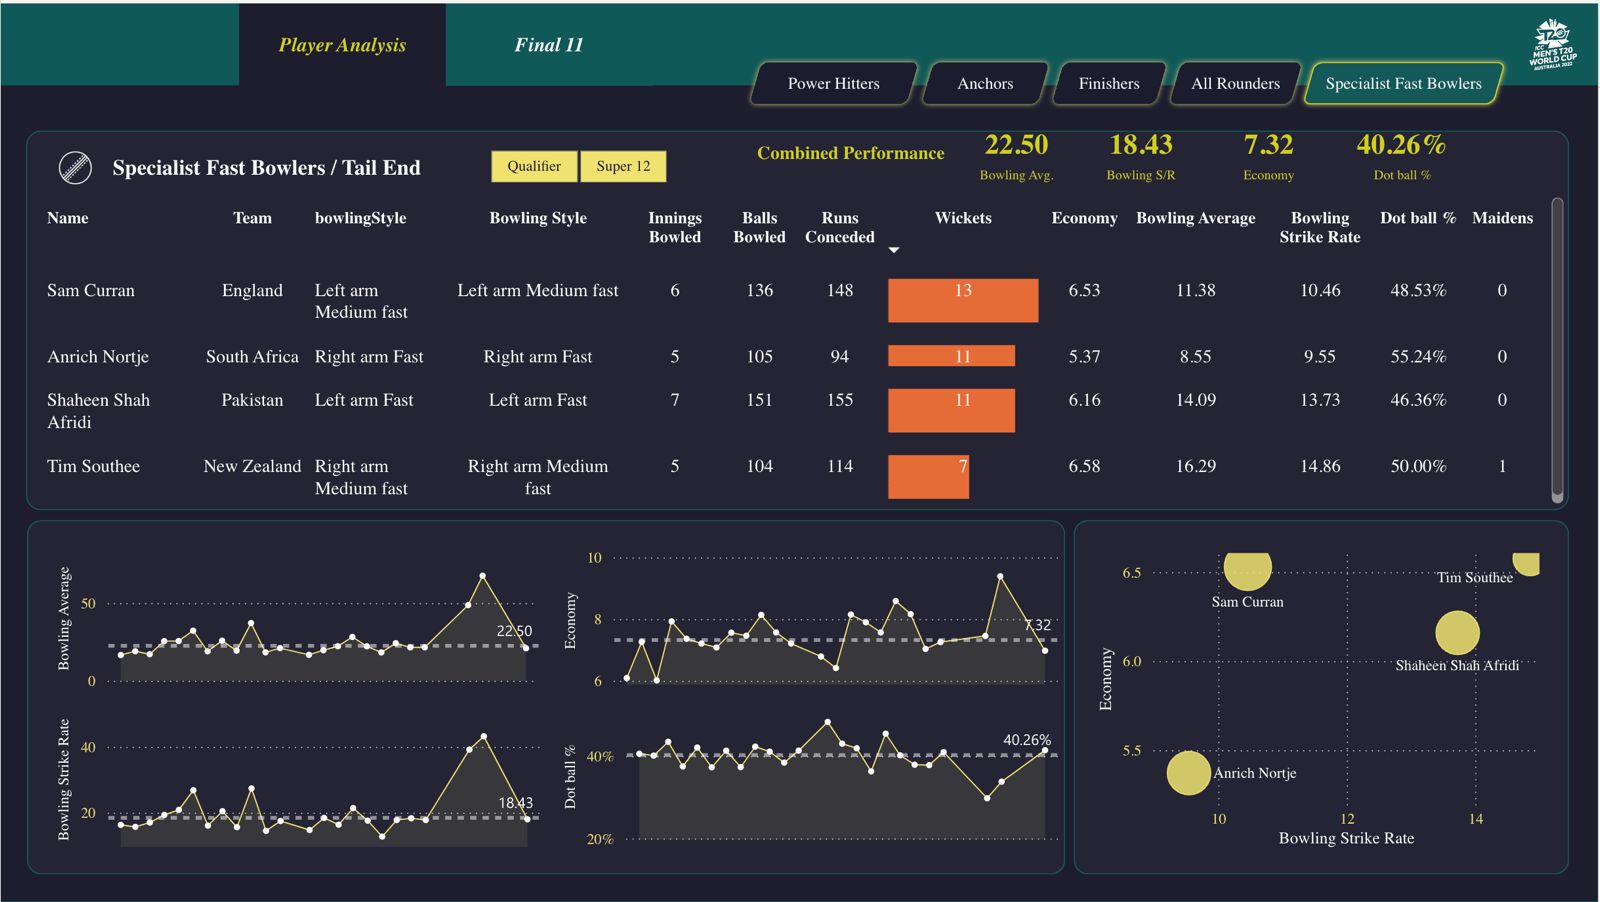 Player Analysis
Final 11
ICC
MEN'S T20
WORLD CUP
AUSTRALIA 2022
Power Hitters
Anchors
Finishers
All Rounders
Specialist Fast Bowlers
Specialist Fast Bowlers / Tail End
Qualifier
Super 12
Combined Performance
22.50
Bowling Avg.
18.43
Bowling S/R
7.32
Economy
40.26%
Dot ball %
Name Team bowlingStyle Bowling Style Innings Bowled Balls Bowled Runs Conceded Wickets Economy Bowling Average Bowling Strike Rate Dot ball % Maidens
Sam Curran England Left arm Medium fast Left arm Medium fast 6 136 148 13 6.53 11.38 10.46 48.53% 0
Anrich Nortje South Africa Right arm Fast Right arm Fast 5 105 94 11 5.37 8.55 9.55 55.24% 0
Shaheen Shah Afridi Pakistan Left arm Fast Left arm Fast 7 151 155 11 6.16 14.09 13.73 46.36% 0
Tim Southee New Zealand Right arm Medium fast Right arm Medium fast 5 104 114 7 6.58 16.29 14.86 50.00% 1
Bowling Average
50
0
22.50
Economy
10
8
6
7.32
Bowling Strike Rate
40
20
18.43
Dot ball %
40%
20%
40.26%
Economy
6.5
6.0
5.5
Sam Curran
Tim Southee
Shaheen Shah Afridi
Anrich Nortje
10 12 14
Bowling Strike Rate